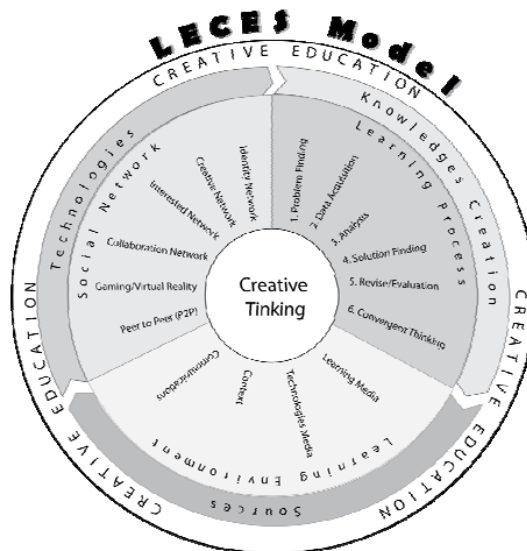 LECES Model
CREATIVE EDUCATION
CREATIVE EDUCATION
CREATIVE EDUCATION
Technologies
Knowledges Creation
Sources
Social Network
Learning Process
Learning Environment
Identity Network
Creative Network
Interested Network
Collaboration Network
Gaming/Virtual Reality
Peer to Peer (P2P)
1. Problem Finding
2. Data Acquisition
3. Analysis
4. Solution Finding
5. Revise/Evaluation
6. Convergent Thinking
Communications
Context
Technologies Media
Learning Media
Creative
Tinking